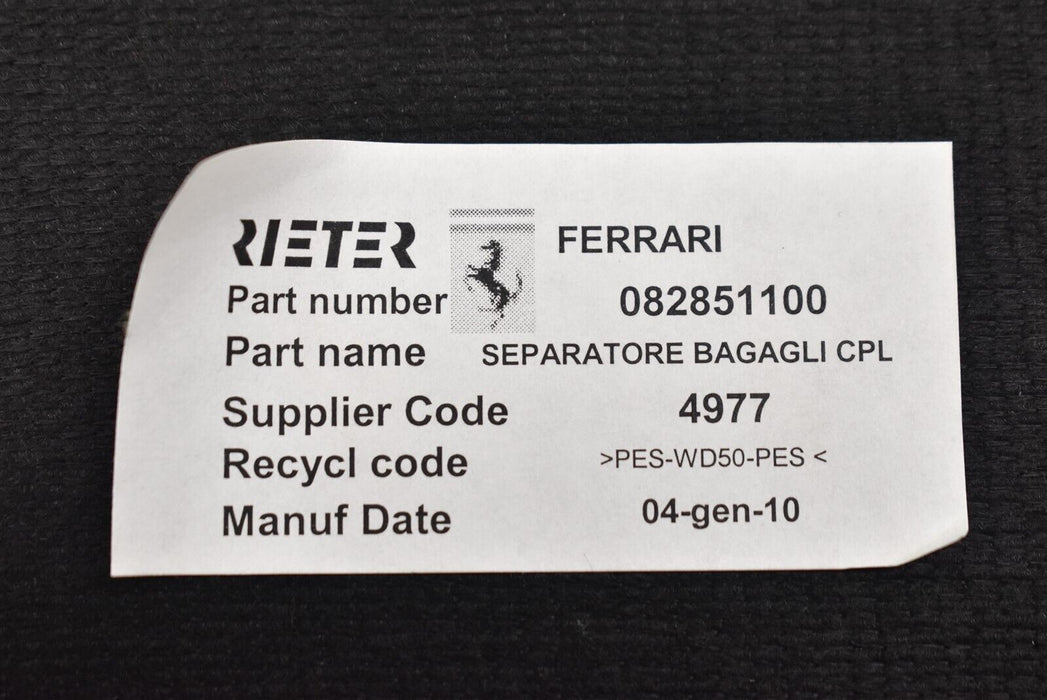 RIETER FERRARI
Part number 082851100
Part name SEPARATORE BAGAGLI CPL
Supplier Code 4977
Recycl code >PES-WD50-PES <
Manuf Date 04-gen-10